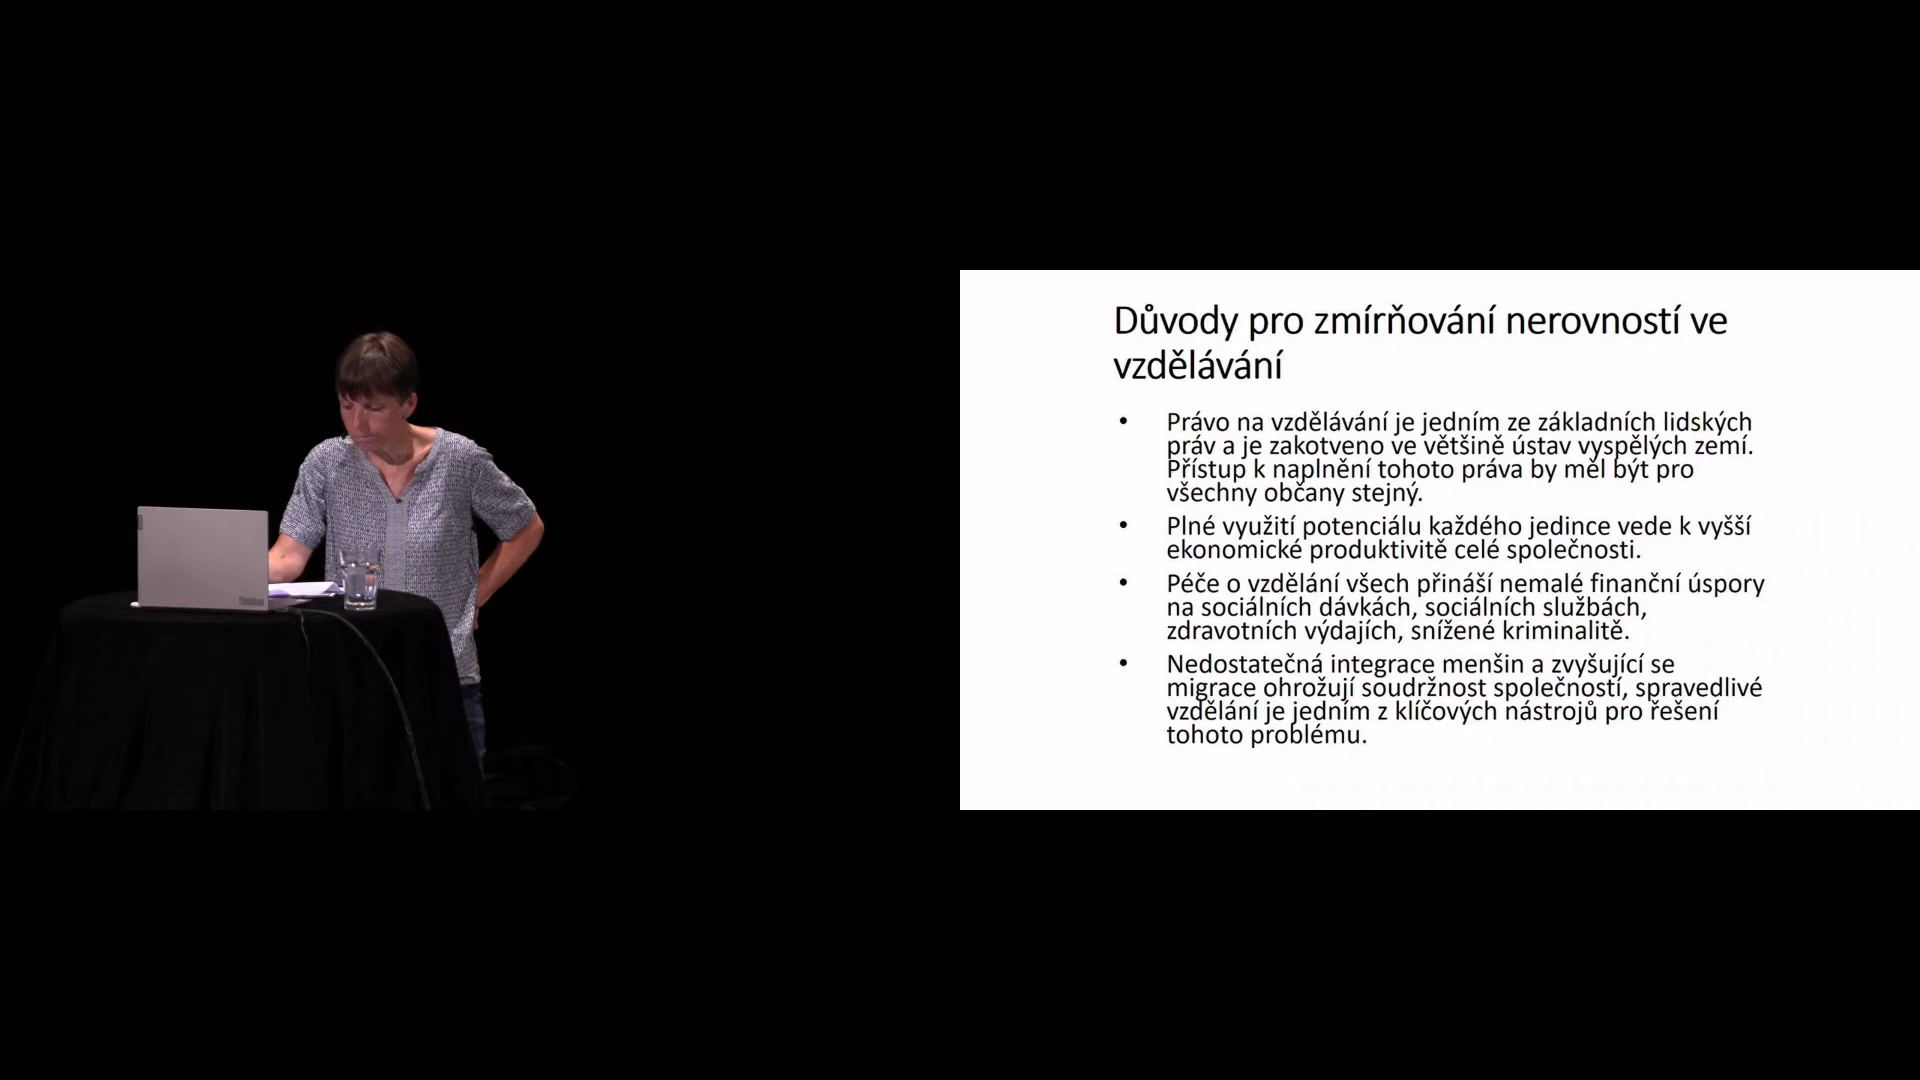 Důvody pro zmírňování nerovností ve
vzdělávání
• Právo na vzdělávání je jedním ze základních lidských
práv a je zakotveno ve většině ústav vyspělých zemí.
Přístup k naplnění tohoto práva by měl být pro
všechny občany stejný.
• Plné využití potenciálu každého jedince vede k vyšší
ekonomické produktivitě celé společnosti.
• Péče o vzdělání všech přináší nemalé finanční úspory
na sociálních dávkách, sociálních službách,
zdravotních výdajích, snížené kriminalitě.
• Nedostatečná integrace menšin a zvyšující se
migrace ohrožují soudržnost společností, spravedlivé
vzdělání je jedním z klíčových nástrojů pro řešení
tohoto problému.